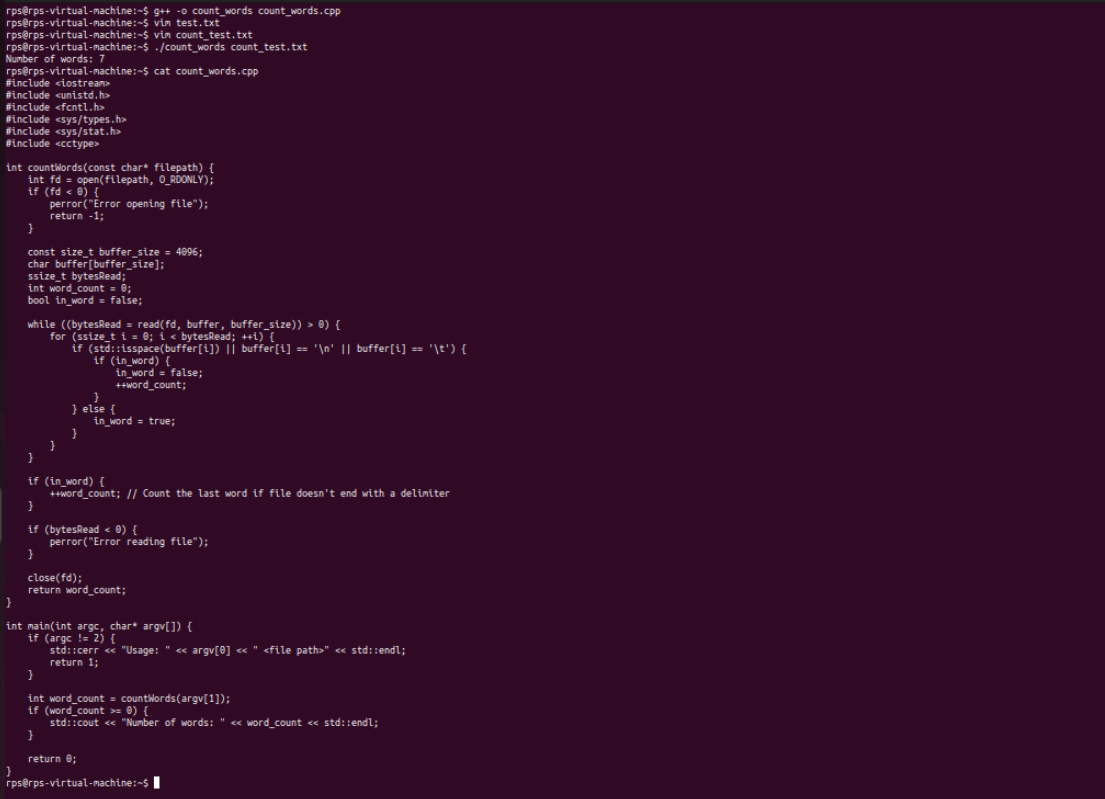 rps@rps-virtual-machine:~$ g++ -o count_words count_words.cpp
rps@rps-virtual-machine:~$ vim test.txt
rps@rps-virtual-machine:~$ vim count_test.txt
rps@rps-virtual-machine:~$ ./count_words count_test.txt
Number of words: 7
rps@rps-virtual-machine:~$ cat count_words.cpp
#include <iostream>
#include <unistd.h>
#include <fcntl.h>
#include <sys/types.h>
#include <sys/stat.h>
#include <cctype>

int countWords(const char* filepath) {
    int fd = open(filepath, O_RDONLY);
    if (fd < 0) {
        perror("Error opening file");
        return -1;
    }

    const size_t buffer_size = 4096;
    char buffer[buffer_size];
    ssize_t bytesRead;
    int word_count = 0;
    bool in_word = false;

    while ((bytesRead = read(fd, buffer, buffer_size)) > 0) {
        for (ssize_t i = 0; i < bytesRead; ++i) {
            if (std::isspace(buffer[i]) || buffer[i] == '\n' || buffer[i] == '\t') {
                if (in_word) {
                    in_word = false;
                    ++word_count;
                }
            } else {
                in_word = true;
            }
        }
    }

    if (in_word) {
        ++word_count; // Count the last word if file doesn't end with a delimiter
    }

    if (bytesRead < 0) {
        perror("Error reading file");
    }

    close(fd);
    return word_count;
}

int main(int argc, char* argv[]) {
    if (argc != 2) {
        std::cerr << "Usage: " << argv[0] << " <file path>" << std::endl;
        return 1;
    }

    int word_count = countWords(argv[1]);
    if (word_count >= 0) {
        std::cout << "Number of words: " << word_count << std::endl;
    }

    return 0;
}
rps@rps-virtual-machine:~$